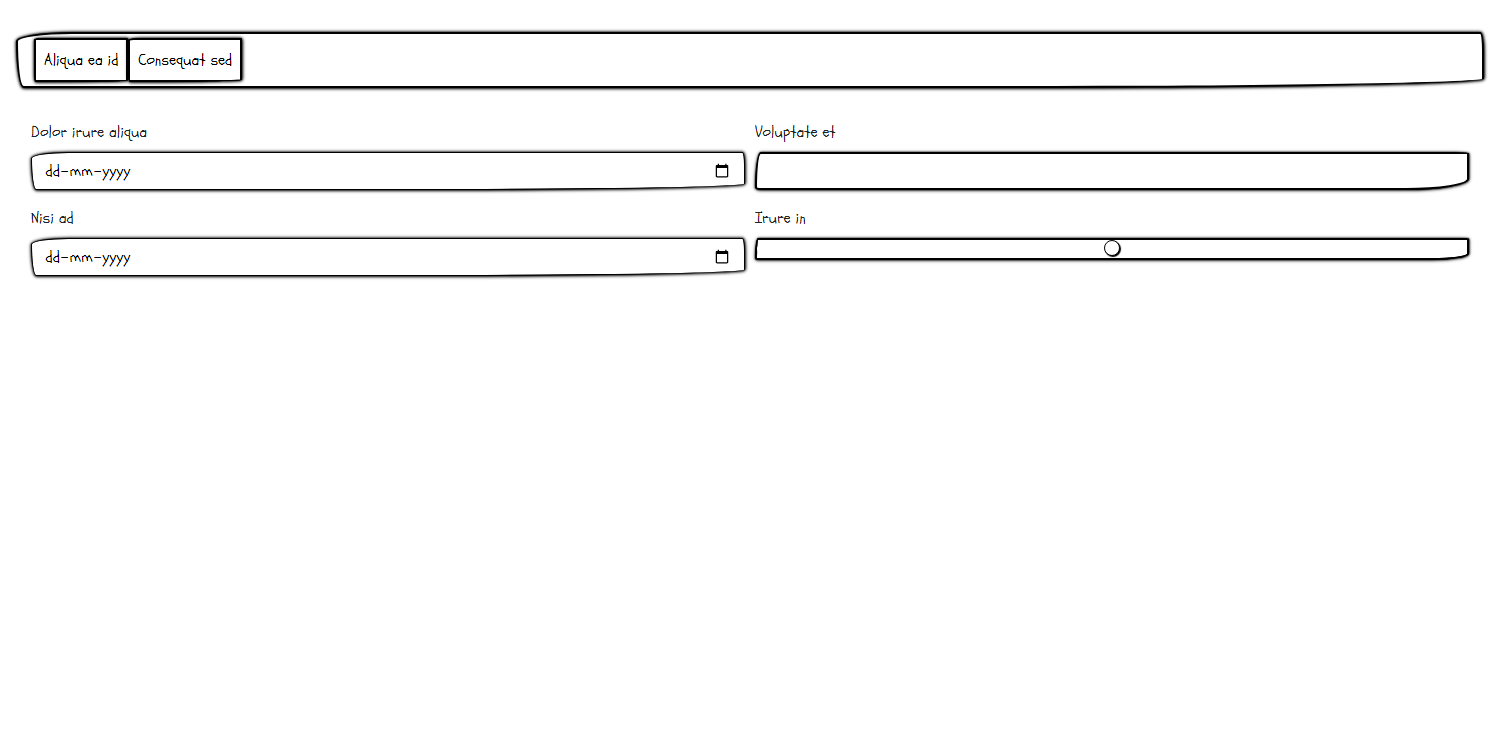 Aliqua ea id Consequat sed
Dolor irure aliqua
dd-mm-yyyy
Voluptate et
Nisi ad
dd-mm-yyyy
Irure in